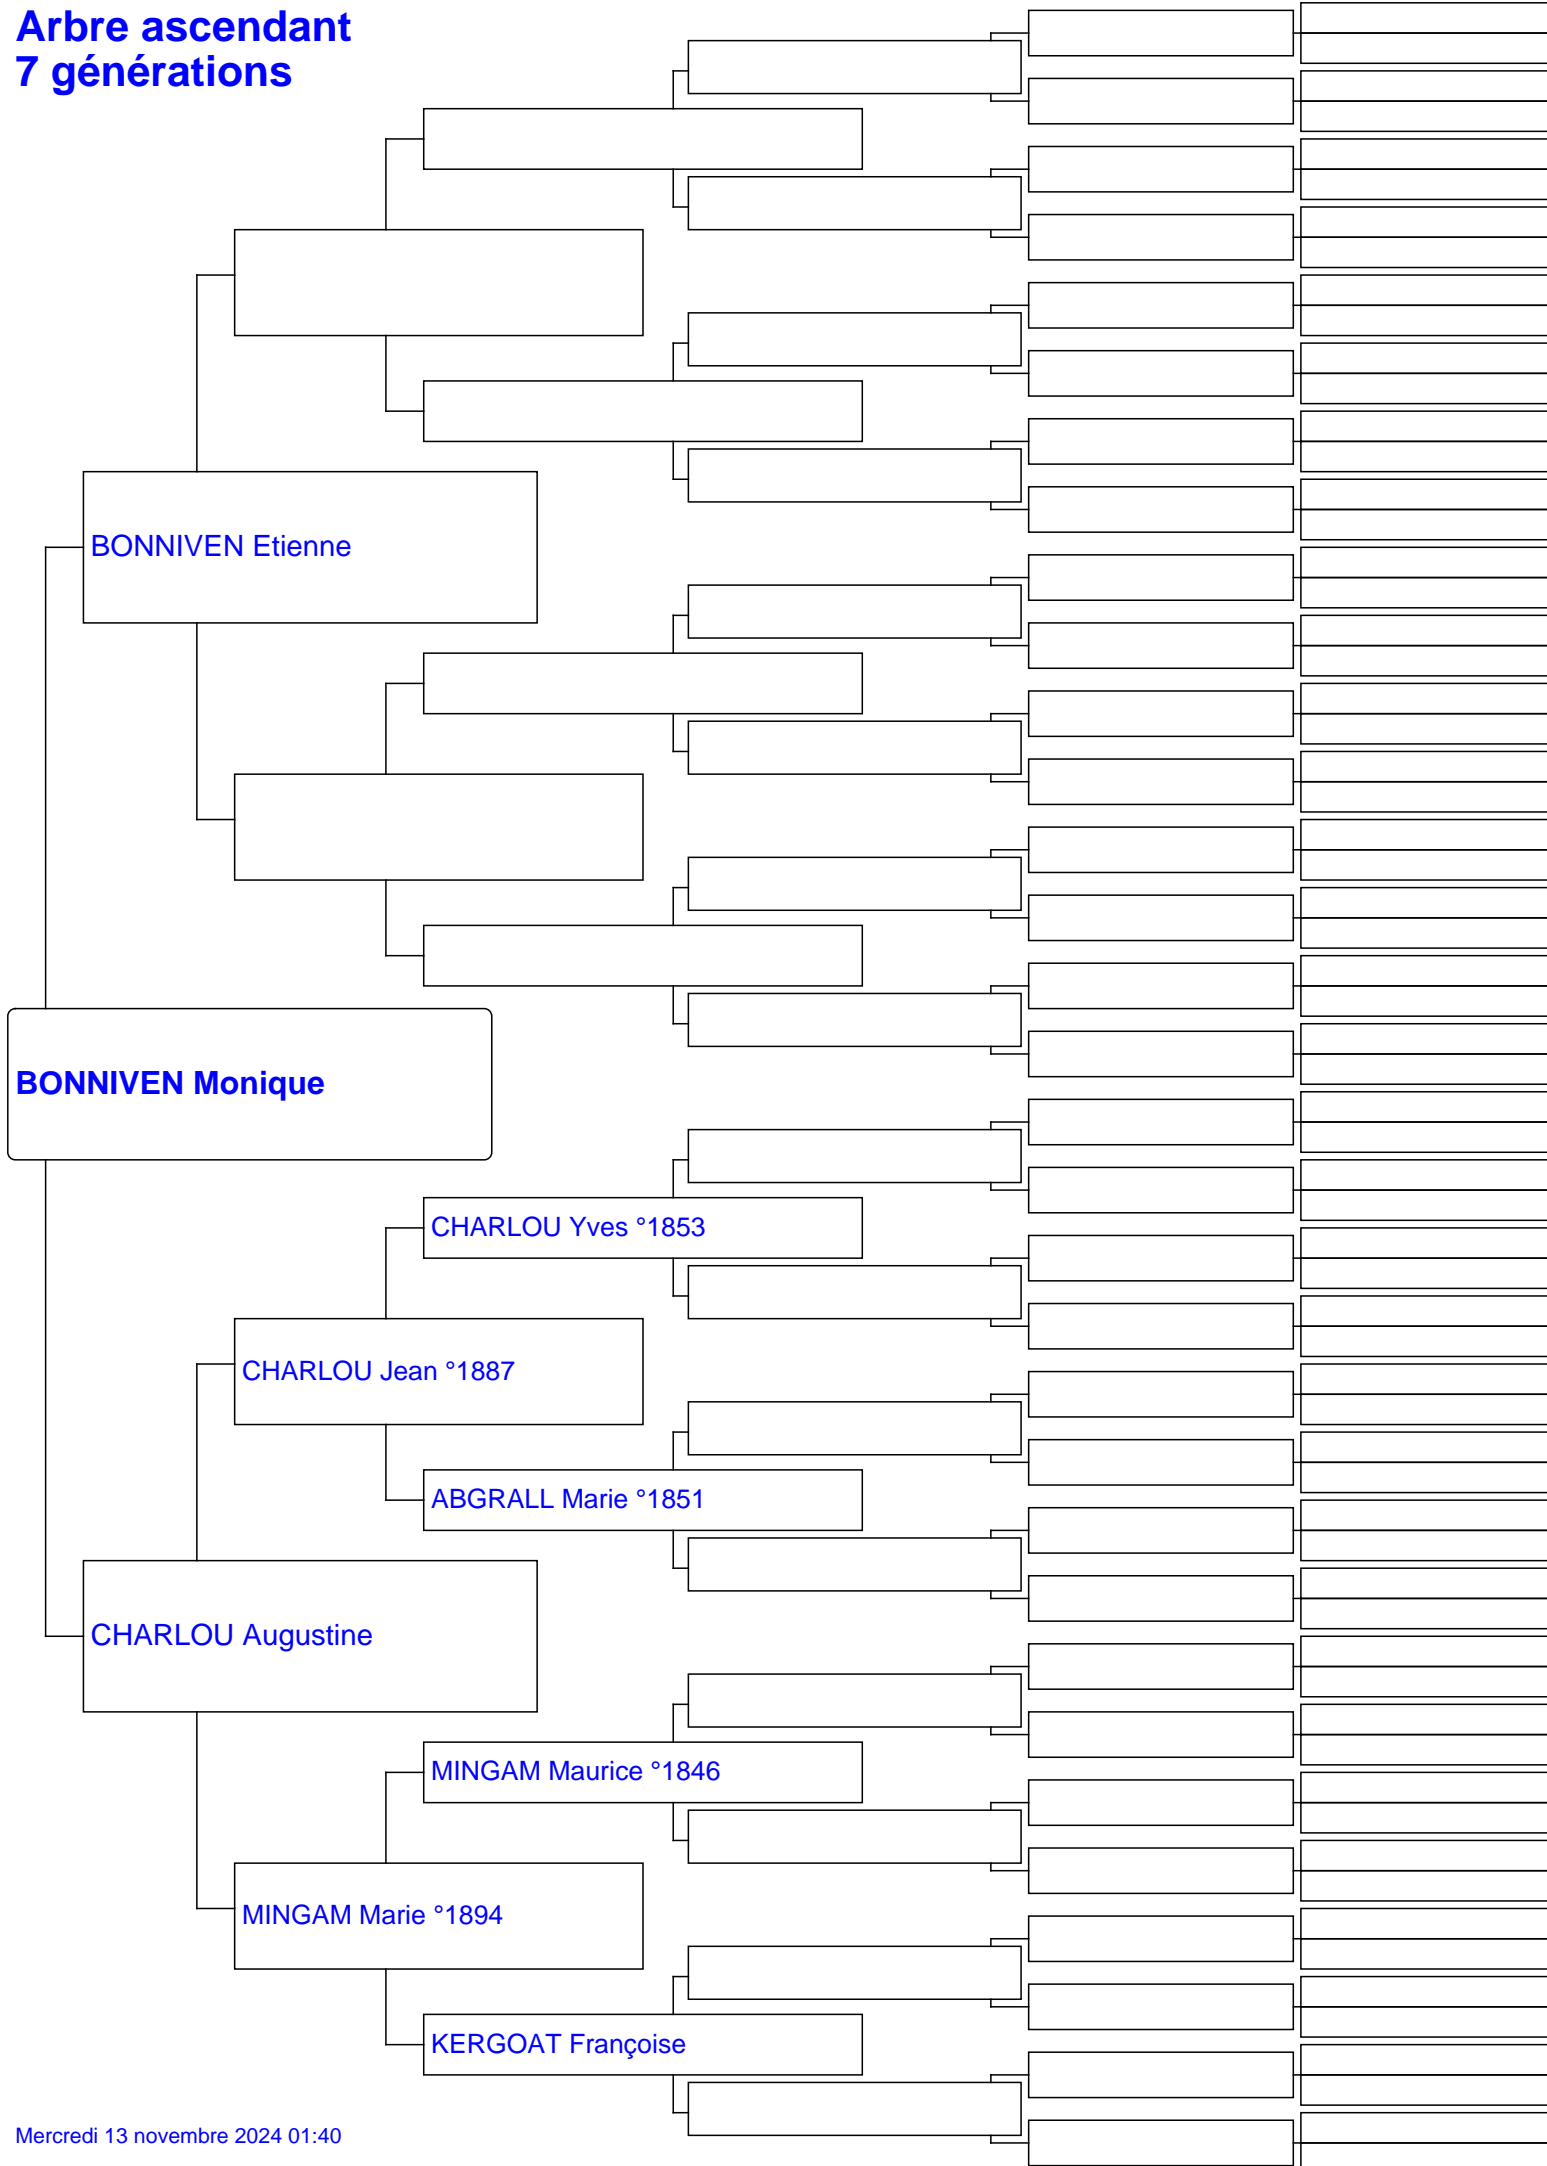 Arbre ascendant
7 générations
BONNIVEN Etienne
BONNIVEN Monique
CHARLOU Yves °1853
CHARLOU Jean °1887
ABGRALL Marie °1851
CHARLOU Augustine
MINGAM Maurice °1846
MINGAM Marie °1894
KERGOAT Françoise
Mercredi 13 novembre 2024 01:40